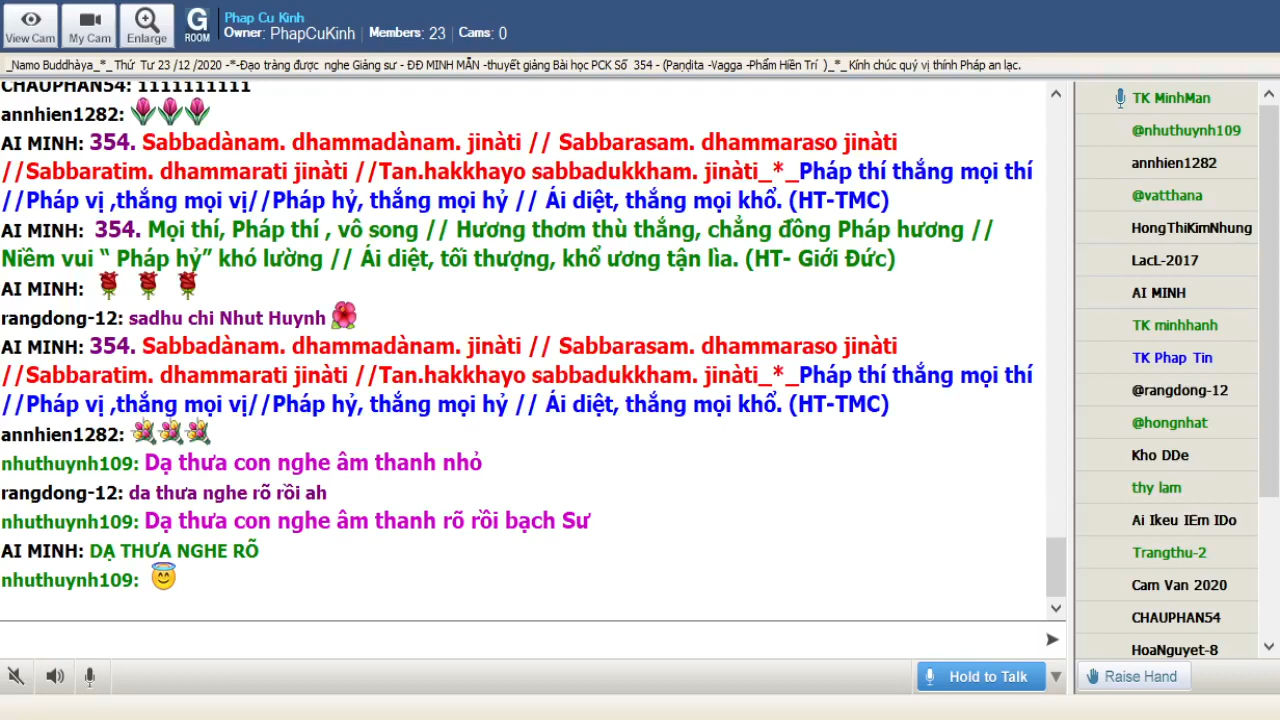 View Cam
My Cam
Enlarge
G
ROOM
Phap Cu Kinh
Owner: PhapCuKinh
Members: 23
Cams: 0
_Namo Buddhàya_*_ Thứ Tư 23 /12 /2020 -*-Đạo tràng được nghe Giảng sư - ĐĐ MINH MẪN -thuyết giảng Bài học PCK Số 354 - (Paṇḍita -Vagga -Phẩm Hiền Trí )_*_ Kính chúc quý vị thính Pháp an lạc.
CHAUPHAN54: 1111111111
annhien1282:
AI MINH: 354. Sabbadànam. dhammadànam. jinàti // Sabbarasam. dhammaraso jinàti
//Sabbaratim. dhammarati jinàti //Tan.hakkhayo sabbadukkham. jinàti_*_Pháp thí thắng mọi thí
//Pháp vị ,thắng mọi vị//Pháp hỷ, thắng mọi hỷ // Ái diệt, thắng mọi khổ. (HT-TMC)
AI MINH: 354. Mọi thí, Pháp thí , vô song // Hương thơm thù thắng, chẳng đồng Pháp hương //
Niềm vui “ Pháp hỷ” khó lường // Ái diệt, tối thượng, khổ ương tận lìa. (HT- Giới Đức)
AI MINH:
rangdong-12: sadhu chi Nhut Huynh
AI MINH: 354. Sabbadànam. dhammadànam. jinàti // Sabbarasam. dhammaraso jinàti
//Sabbaratim. dhammarati jinàti //Tan.hakkhayo sabbadukkham. jinàti_*_Pháp thí thắng mọi thí
//Pháp vị ,thắng mọi vị//Pháp hỷ, thắng mọi hỷ // Ái diệt, thắng mọi khổ. (HT-TMC)
annhien1282:
nhuthuynh109: Dạ thưa con nghe âm thanh nhỏ
rangdong-12: da thưa nghe rõ rồi ah
nhuthuynh109: Dạ thưa con nghe âm thanh rõ rồi bạch Sư
AI MINH: DẠ THƯA NGHE RÕ
nhuthuynh109:
Hold to Talk
TK MinhMan
@nhuthuynh109
annhien1282
@vatthana
HongThiKimNhung
LacL-2017
AI MINH
TK minhhanh
TK Phap Tin
@rangdong-12
@hongnhat
Kho DDe
thy lam
Ai Ikeu IEm IDo
Trangthu-2
Cam Van 2020
CHAUPHAN54
HoaNguyet-8
Raise Hand